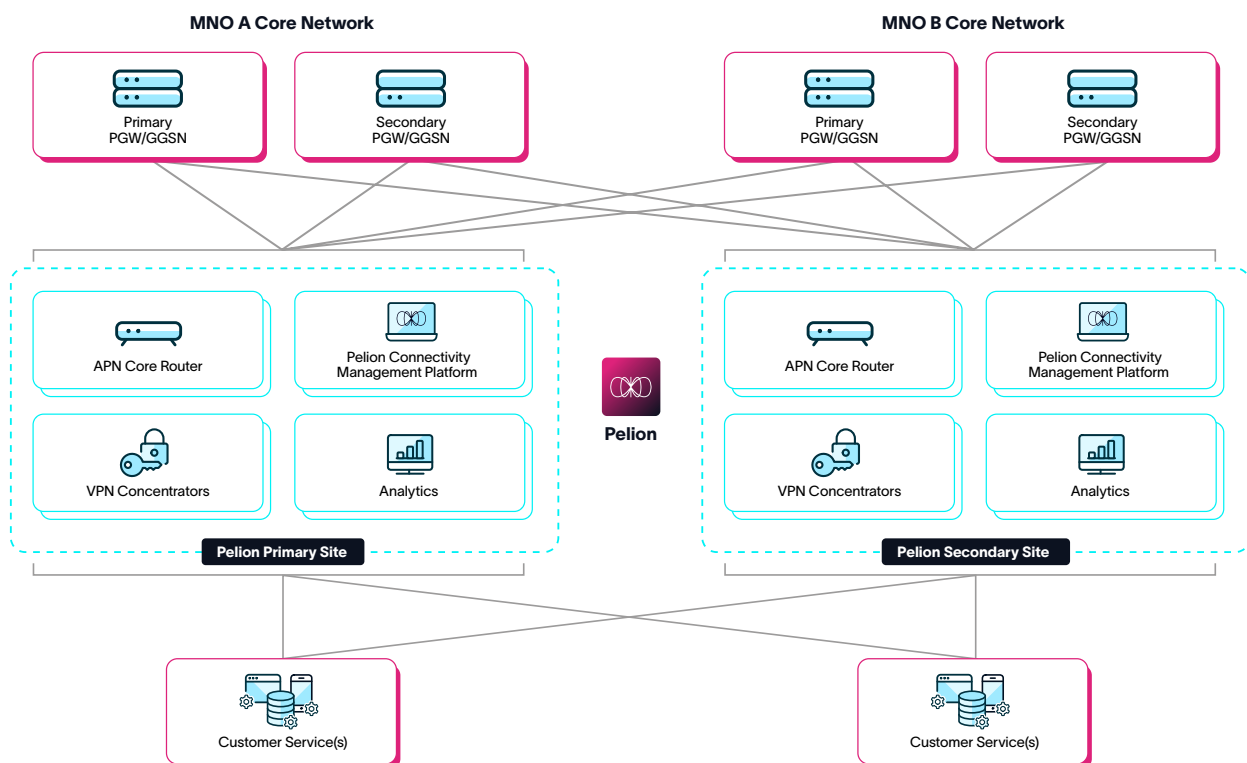 MNO A Core Network
MNO B Core Network
Primary
PGW/GGSN
Secondary
PGW/GGSN
Primary
PGW/GGSN
Secondary
PGW/GGSN
APN Core Router
Pelion Connectivity
Management Platform
APN Core Router
Pelion Connectivity
Management Platform
Pelion
VPN Concentrators
Analytics
VPN Concentrators
Analytics
Pelion Primary Site
Pelion Secondary Site
Customer Service(s)
Customer Service(s)